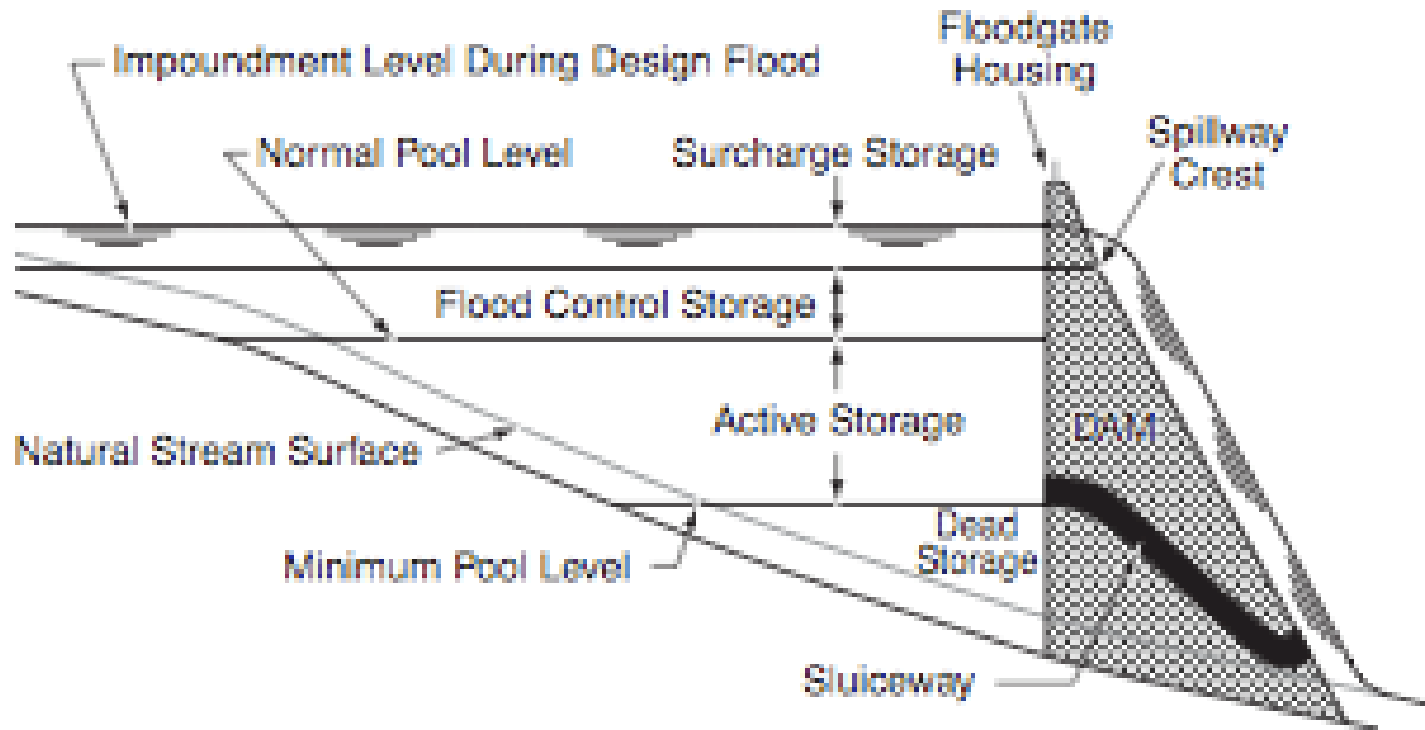 Floodgate
Housing
Impoundment Level During Design Flood
Spillway
Crest
Normal Pool Level
Surcharge Storage
Flood Control Storage
Active Storage
DAM
Natural Stream Surface
Dead
Storage
Minimum Pool Level
Sluiceway